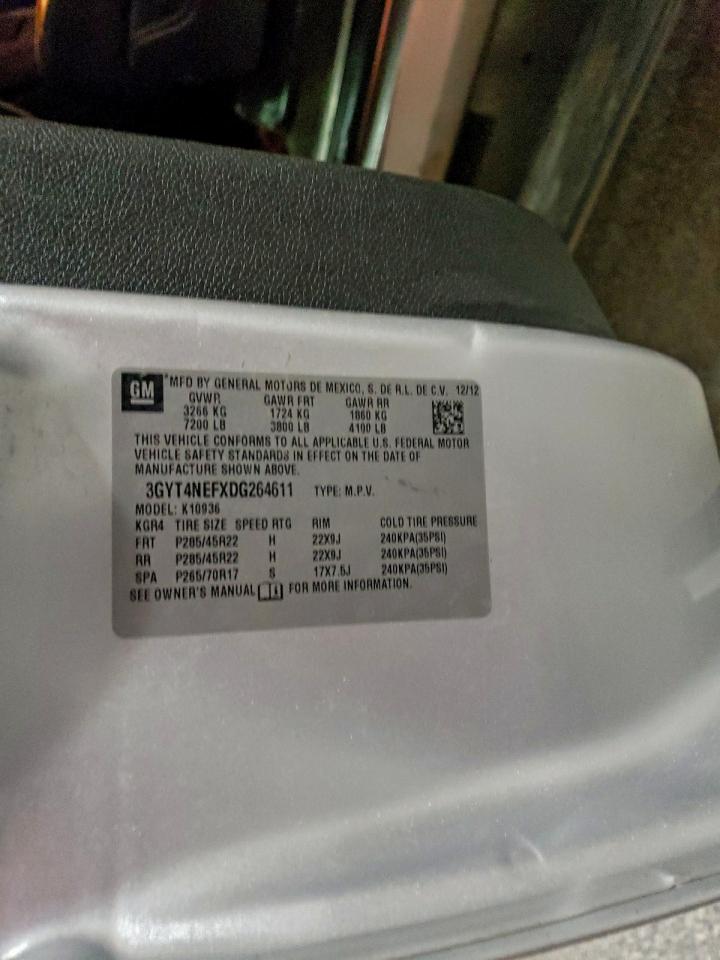 GM MFD BY GENERAL MOTORS DE MEXICO, S. DE R.L. DE C.V. 12/12
GVWR GAWR FRT GAWR RR
3266 KG 1724 KG 1860 KG
7200 LB 3800 LB 4100 LB
THIS VEHICLE CONFORMS TO ALL APPLICABLE U.S. FEDERAL MOTOR
VEHICLE SAFETY STANDARDS IN EFFECT ON THE DATE OF
MANUFACTURE SHOWN ABOVE.
3GYT4NEFXDG264611 TYPE: M.P.V.
MODEL: K10936
KGR4 TIRE SIZE SPEED RTG RIM COLD TIRE PRESSURE
FRT P285/45R22 H 22X9J 240KPA(35PSI)
RR P285/45R22 H 22X9J 240KPA(35PSI)
SPA P265/70R17 S 17X7.5J 240KPA(35PSI)
SEE OWNER'S MANUAL FOR MORE INFORMATION.